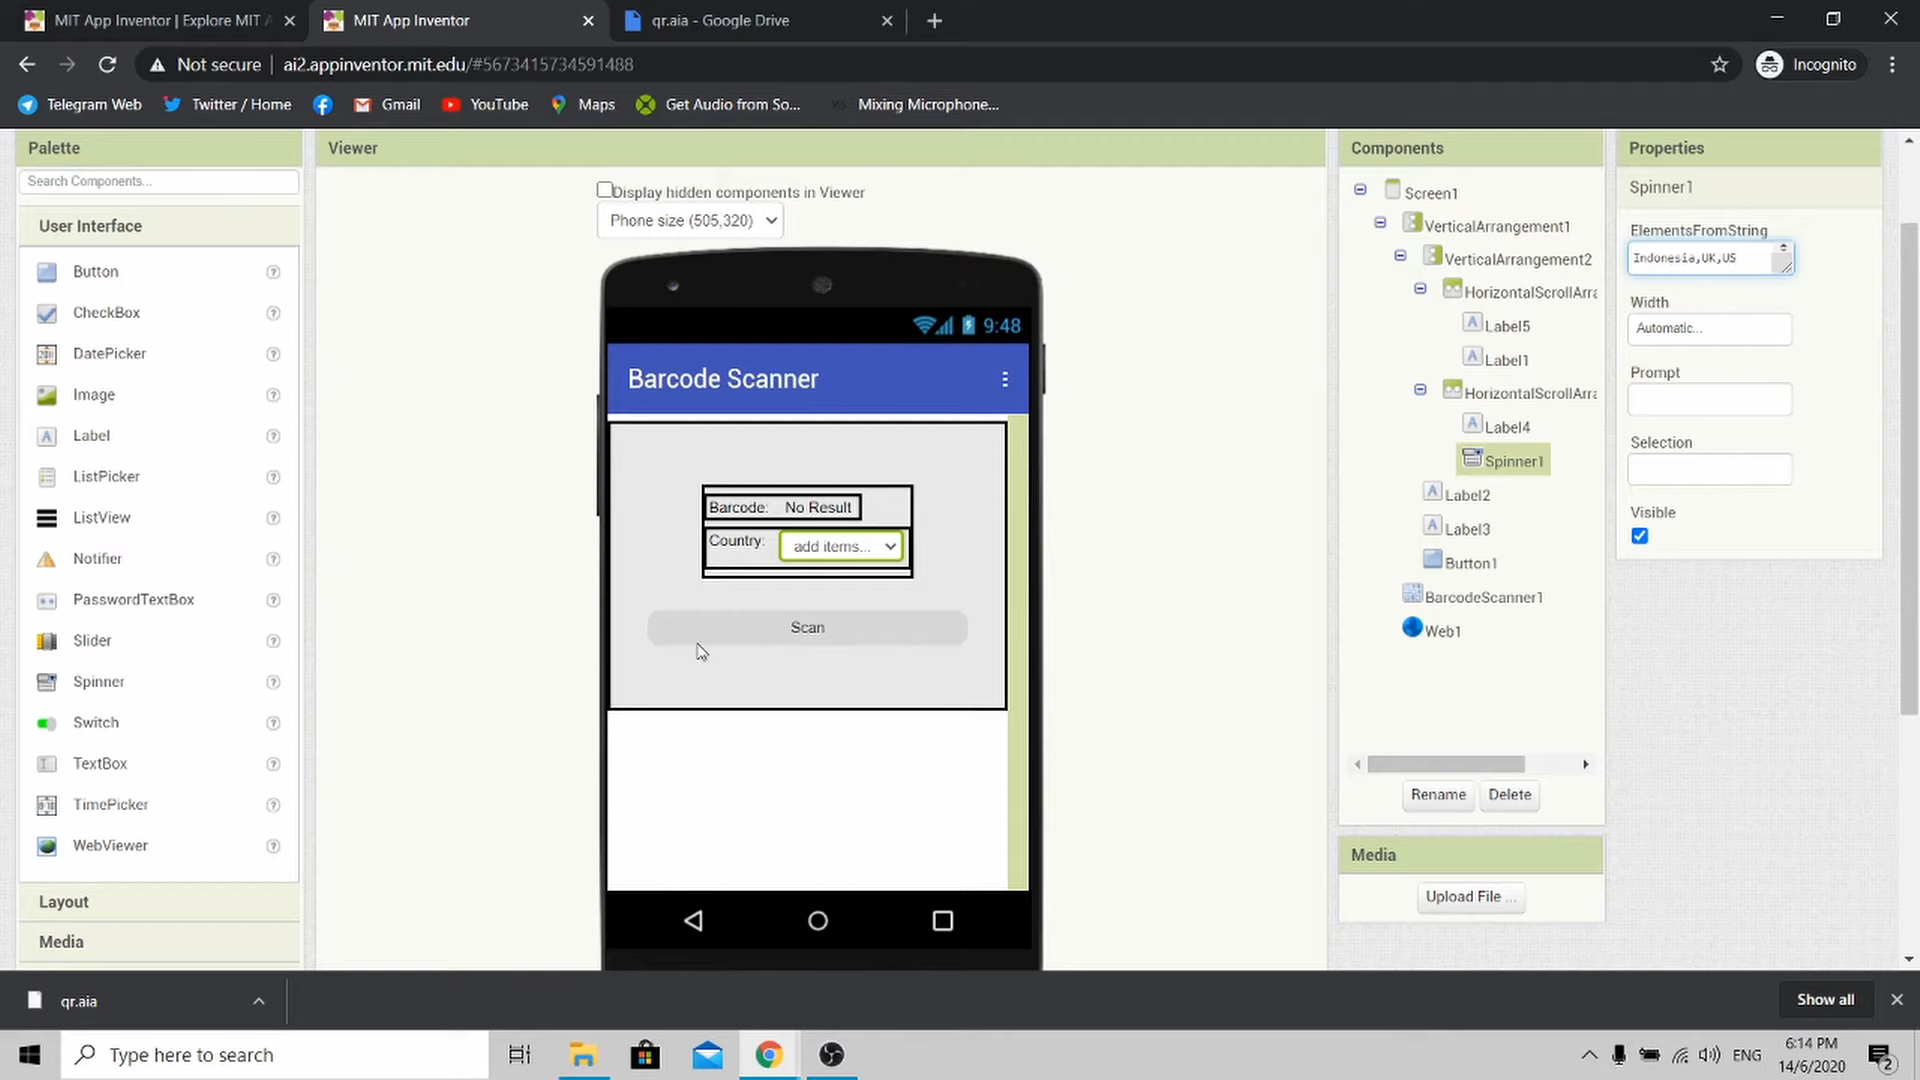 MIT App Inventor | Explore MIT A
MIT App Inventor
qr.aia - Google Drive
Not secure | ai2.appinventor.mit.edu/#5673415734591488
Incognito
Telegram Web
Twitter / Home
Gmail
YouTube
Maps
Get Audio from So...
Mixing Microphone...
Palette
Viewer
Components
Properties
Search Components...
Display hidden components in Viewer
Phone size (505,320)
User Interface
Button
CheckBox
DatePicker
Image
Label
ListPicker
ListView
Notifier
PasswordTextBox
Slider
Spinner
Switch
TextBox
TimePicker
WebViewer
Layout
Media
9:48
Barcode Scanner
Barcode: No Result
Country: add items...
Scan
Screen1
VerticalArrangement1
VerticalArrangement2
HorizontalScrollArra
Label5
Label1
HorizontalScrollArra
Label4
Spinner1
Label2
Label3
Button1
BarcodeScanner1
Web1
Rename
Delete
Media
Upload File ...
Spinner1
ElementsFromString
Indonesia,UK,US
Width
Automatic...
Prompt
Selection
Visible
qr.aia
Show all
Type here to search
ENG
6:14 PM
14/6/2020
2